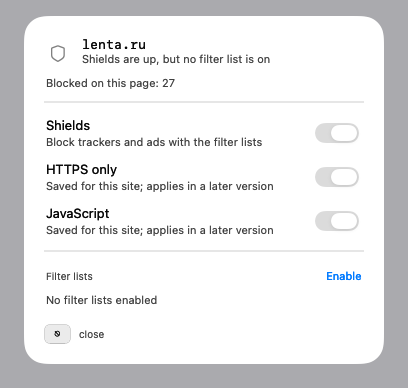 lenta.ru
Shields are up, but no filter list is on
Blocked on this page: 27
Shields
Block trackers and ads with the filter lists
HTTPS only
Saved for this site; applies in a later version
JavaScript
Saved for this site; applies in a later version
Filter lists
Enable
No filter lists enabled
close